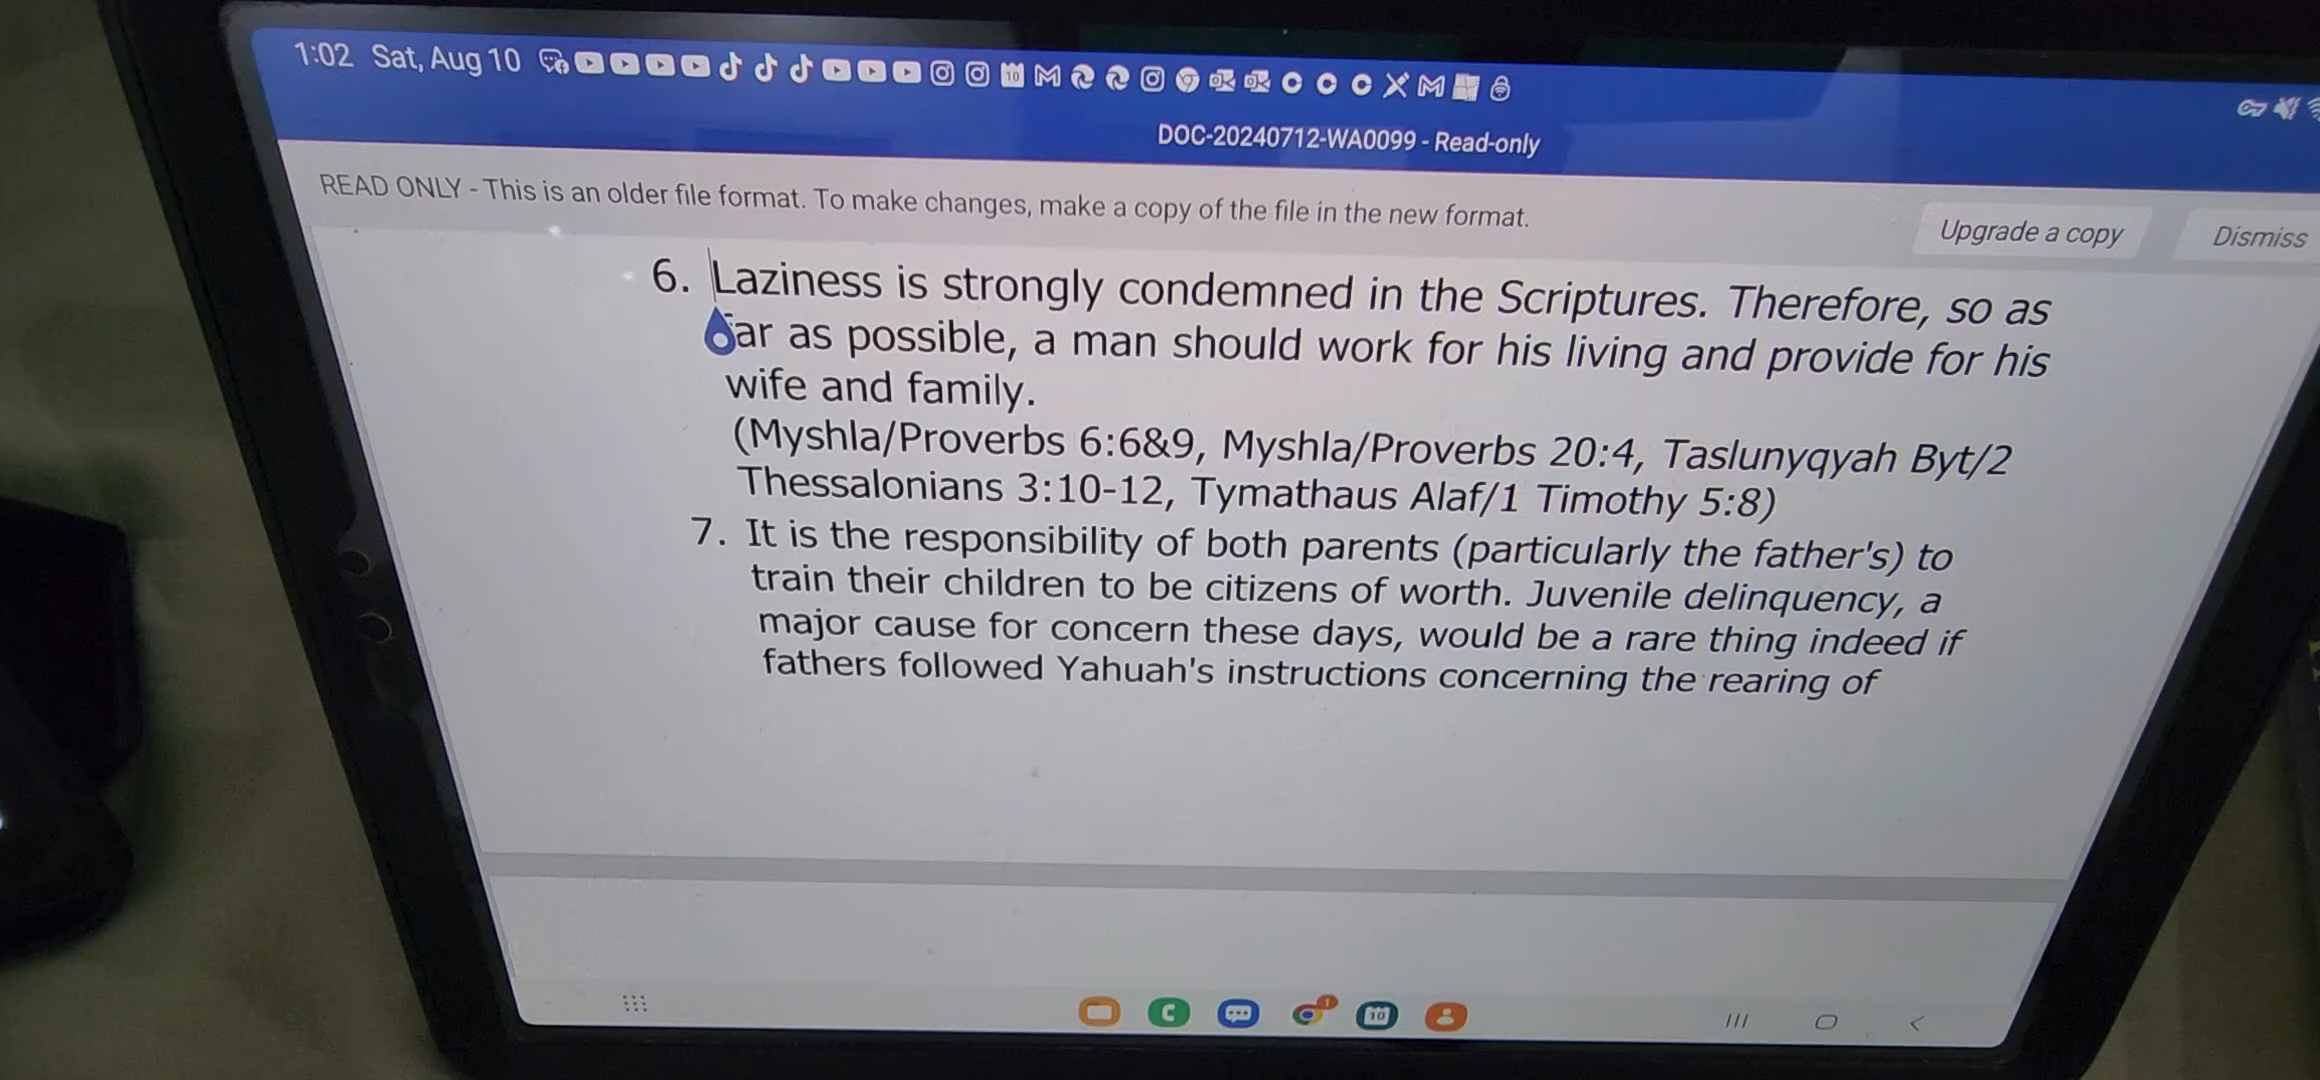 1:02 Sat, Aug 10
DOC-20240712-WA0099 - Read-only
READ ONLY - This is an older file format. To make changes, make a copy of the file in the new format.
Upgrade a copy
Dismiss
6. Laziness is strongly condemned in the Scriptures. Therefore, so as
far as possible, a man should work for his living and provide for his
wife and family.
(Myshla/Proverbs 6:6&9, Myshla/Proverbs 20:4, Taslunyqyah Byt/2
Thessalonians 3:10-12, Tymathaus Alaf/1 Timothy 5:8)
7. It is the responsibility of both parents (particularly the father's) to
train their children to be citizens of worth. Juvenile delinquency, a
major cause for concern these days, would be a rare thing indeed if
fathers followed Yahuah's instructions concerning the rearing of